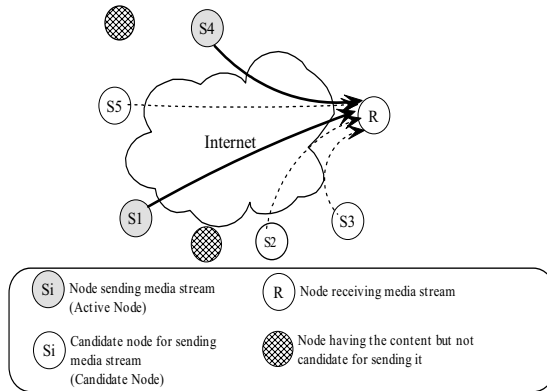 S4
S5
R
Internet
S1
S2
S3
Si
Node sending media stream
(Active Node)
R
Node receiving media stream
Si
Candidate node for sending
media stream
(Candidate Node)
Node having the content but not
candidate for sending it